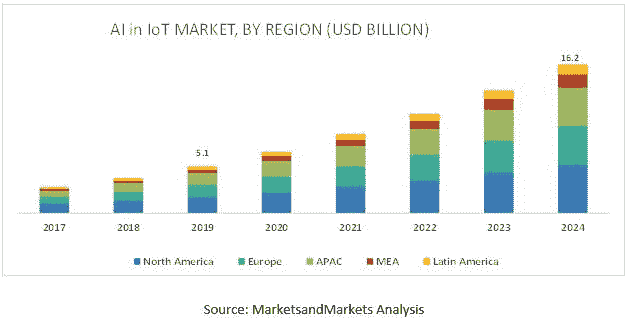 AI in IoT MARKET, BY REGION (USD BILLION)
16.2
5.1
2017 2018 2019 2020 2021 2022 2023 2024
North America Europe APAC MEA Latin America
Source: MarketsandMarkets Analysis